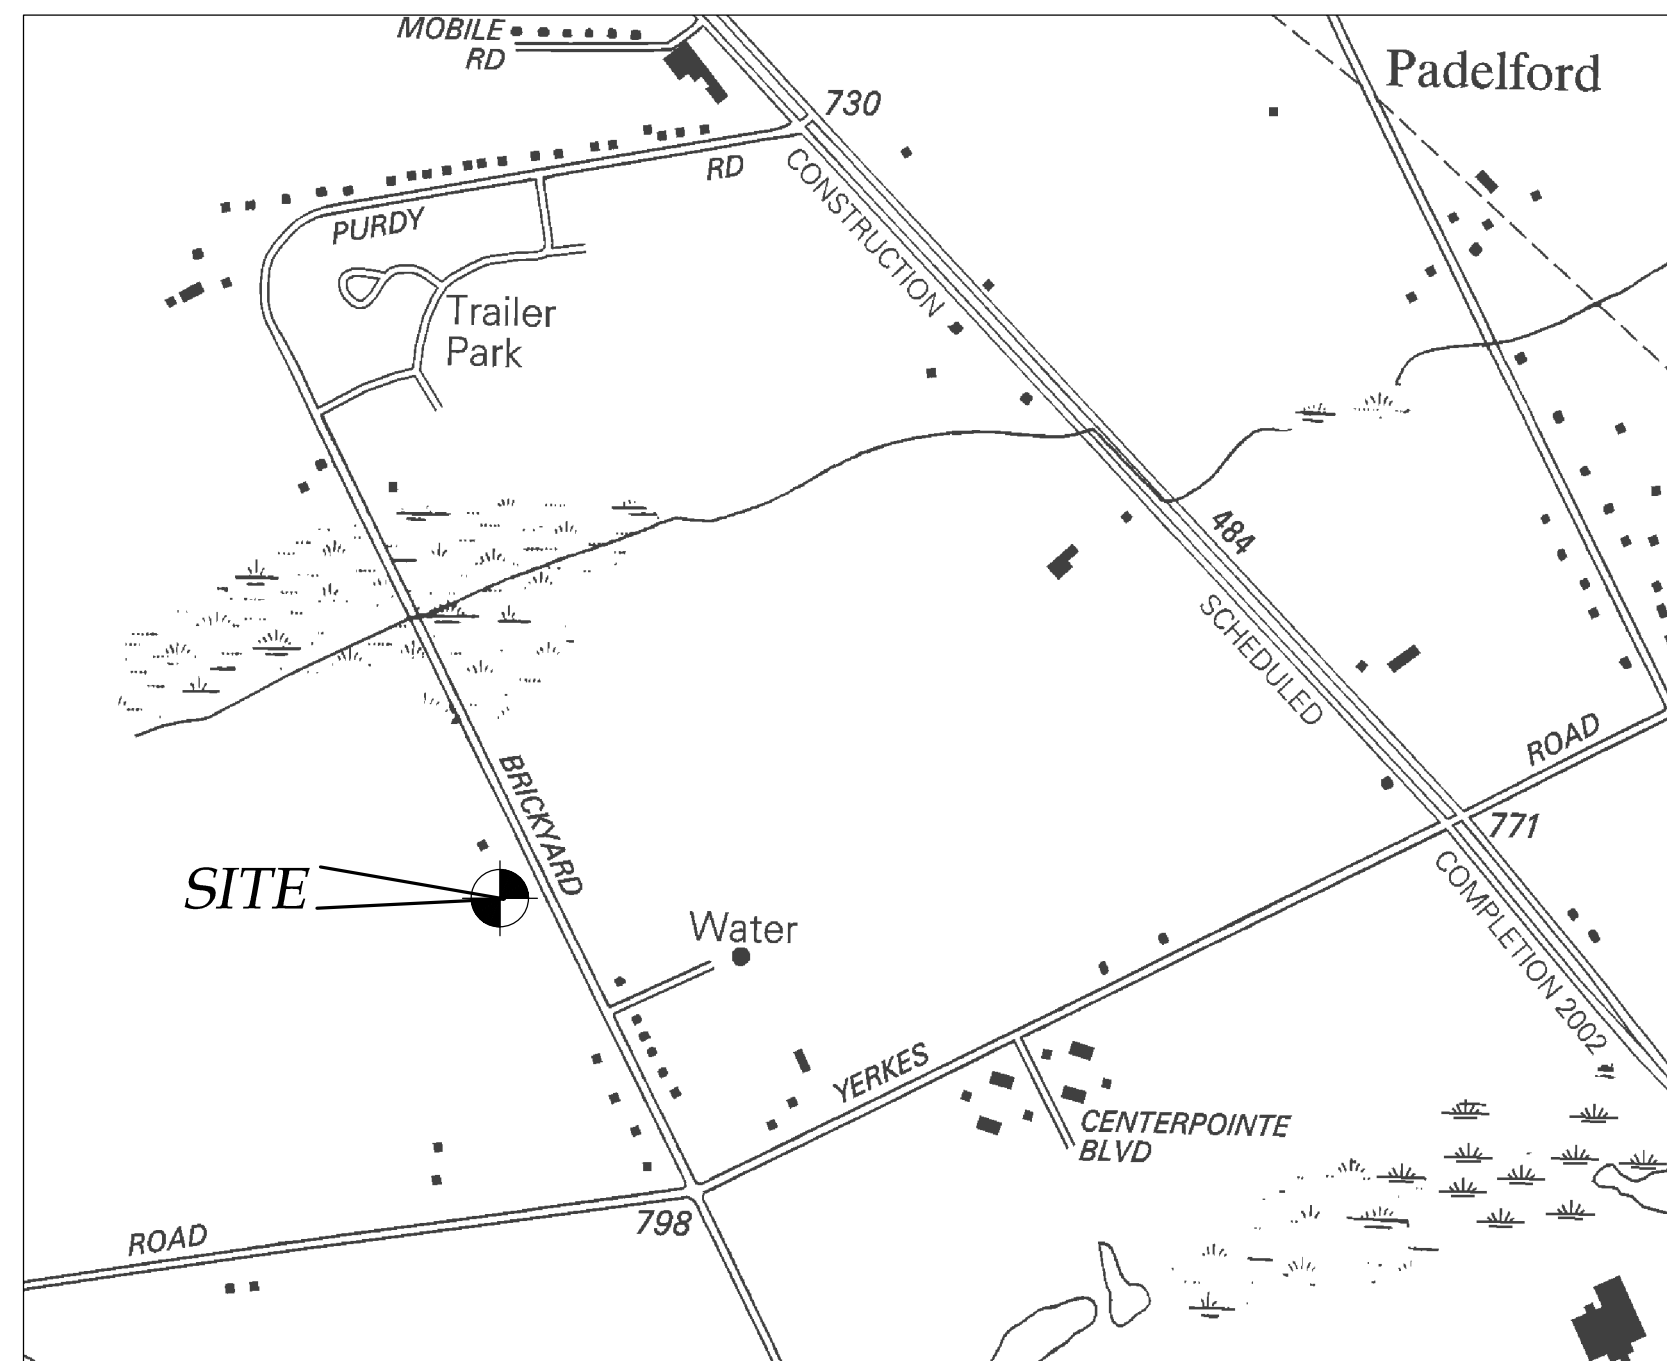 MOBILE
RD
Padelford
730
RD
CONSTRUCTION
PURDY
Trailer
Park
484
SCHEDULED
ROAD
BRICKYARD
771
SITE
COMPLETION 2002
Water
YERKES
CENTERPOINTE
BLVD
798
ROAD